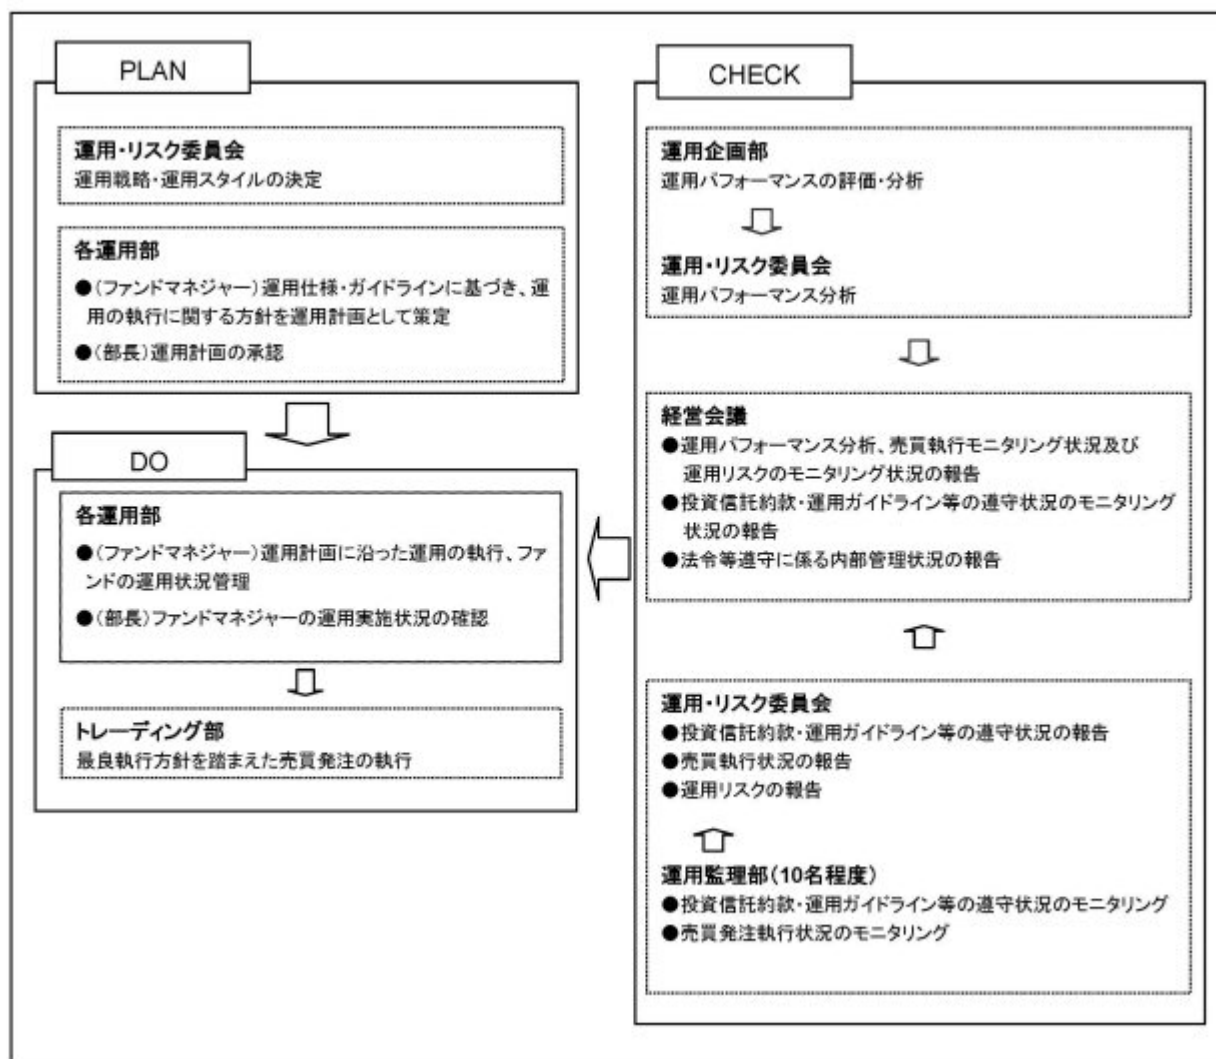 PLAN
運用・リスク委員会
運用戦略・運用スタイルの決定
各運用部
●(ファンドマネジャー)運用仕様・ガイドラインに基づき、運
用の執行に関する方針を運用計画として策定
●(部長)運用計画の承認
DO
各運用部
●(ファンドマネジャー)運用計画に沿った運用の執行、ファ
ンドの運用状況管理
●(部長)ファンドマネジャーの運用実施状況の確認
トレーディング部
最良執行方針を踏まえた売買発注の執行
CHECK
運用企画部
運用パフォーマンスの評価・分析
運用・リスク委員会
運用パフォーマンス分析
経営会議
●運用パフォーマンス分析、売買執行モニタリング状況及び
運用リスクのモニタリング状況の報告
●投資信託約款・運用ガイドライン等の遵守状況のモニタリング
状況の報告
●法令等遵守に係る内部管理状況の報告
運用・リスク委員会
●投資信託約款・運用ガイドライン等の遵守状況の報告
●売買執行状況の報告
●運用リスクの報告
運用監理部(10名程度)
●投資信託約款・運用ガイドライン等の遵守状況のモニタリング
●売買発注執行状況のモニタリング